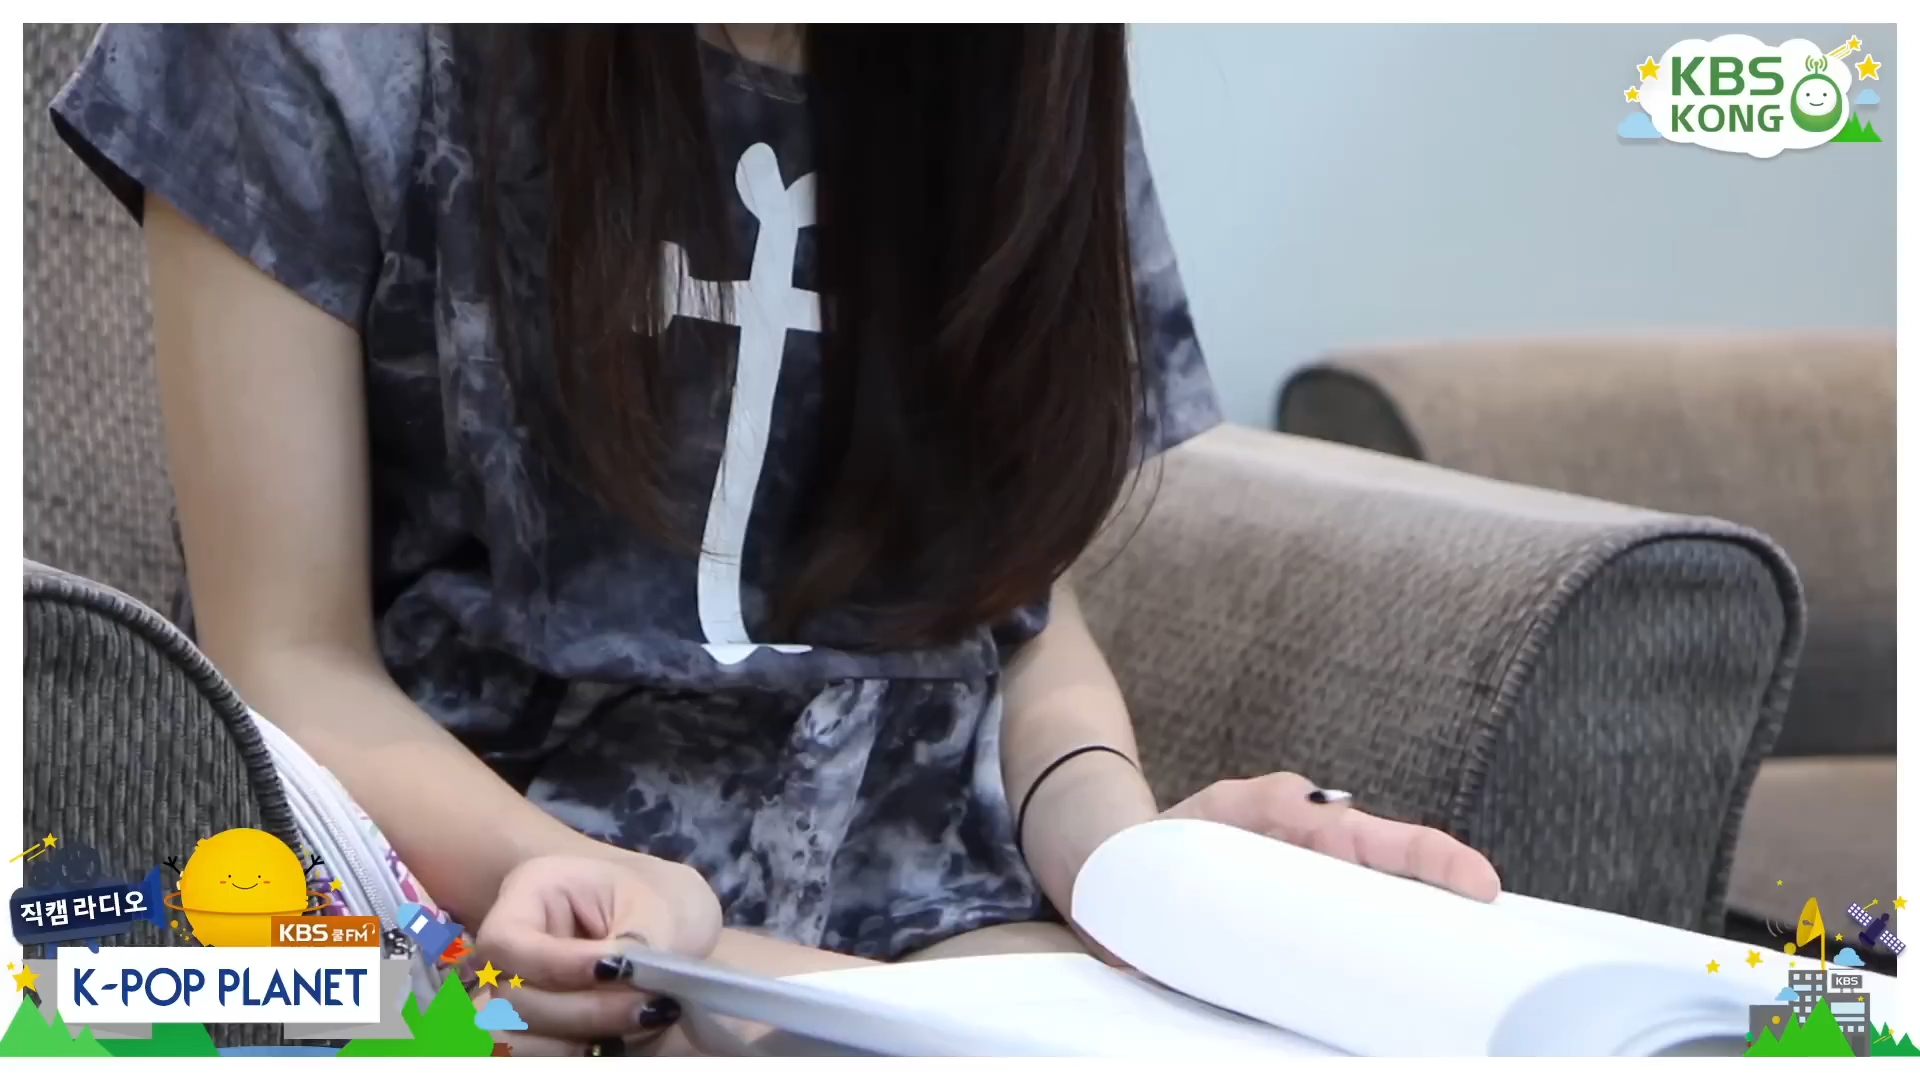 KBS
KONG
f
직캠라디오
KBS 쿨FM
K-POP PLANET
KBS